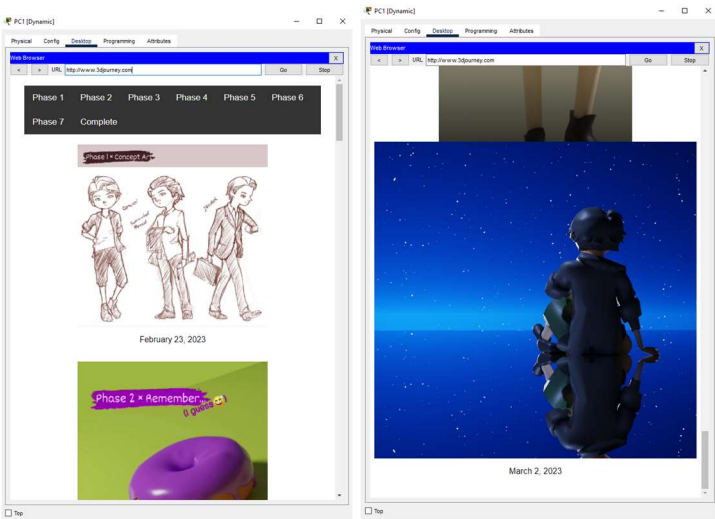 PC1 [Dynamic]
Physical Config Desktop Programming Attributes
Web Browser X
< > URL http://www.3djourney.com Go Stop
Phase 1 Phase 2 Phase 3 Phase 4 Phase 5 Phase 6
Phase 7 Complete
Phase 1 × Concept Art
February 23, 2023
Phase 2 × Remember..
(I guess)
Top
PC1 [Dynamic]
Physical Config Desktop Programming Attributes
Web Browser X
< > URL http://www.3djourney.com Go Stop
March 2, 2023
Top